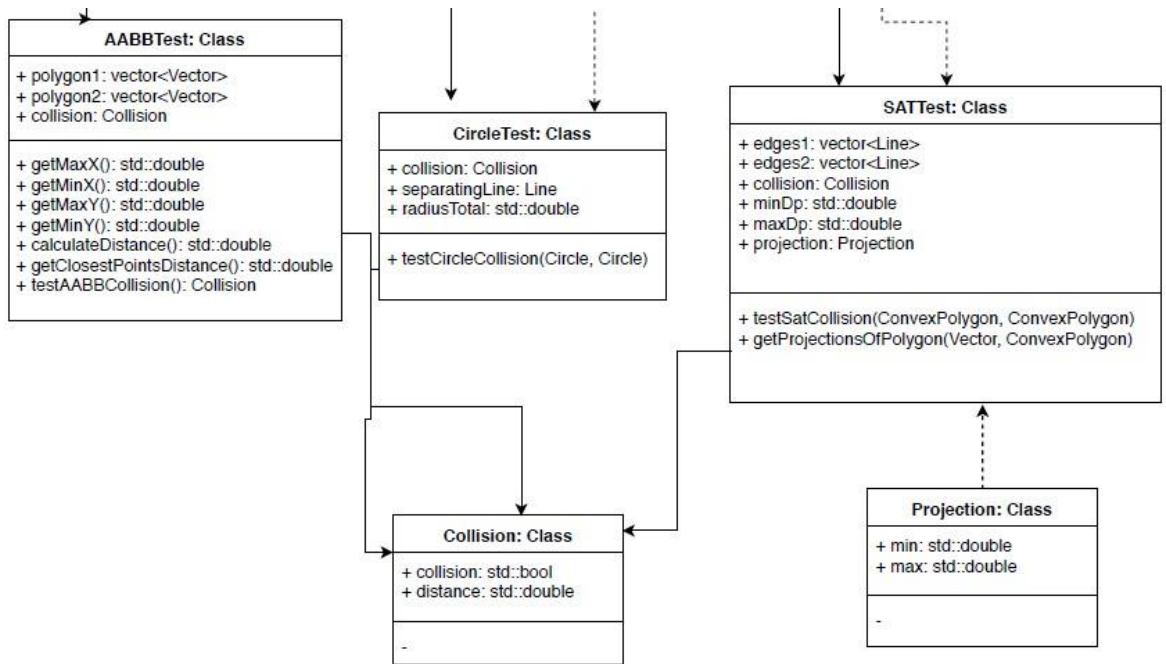 AABBTest: Class
+ polygon1: vector<Vector>
+ polygon2: vector<Vector>
+ collision: Collision
+ getMaxX(): std::double
+ getMinX(): std::double
+ getMaxY(): std::double
+ getMinY(): std::double
+ calculateDistance(): std::double
+ getClosestPointsDistance(): std::double
+ testAABBCollision(): Collision
CircleTest: Class
+ collision: Collision
+ separatingLine: Line
+ radiusTotal: std::double
+ testCircleCollision(Circle, Circle)
SATTest: Class
+ edges1: vector<Line>
+ edges2: vector<Line>
+ collision: Collision
+ minDp: std::double
+ maxDp: std::double
+ projection: Projection
+ testSatCollision(ConvexPolygon, ConvexPolygon)
+ getProjectionsOfPolygon(Vector, ConvexPolygon)
Collision: Class
+ collision: std::bool
+ distance: std::double
-
Projection: Class
+ min: std::double
+ max: std::double
-